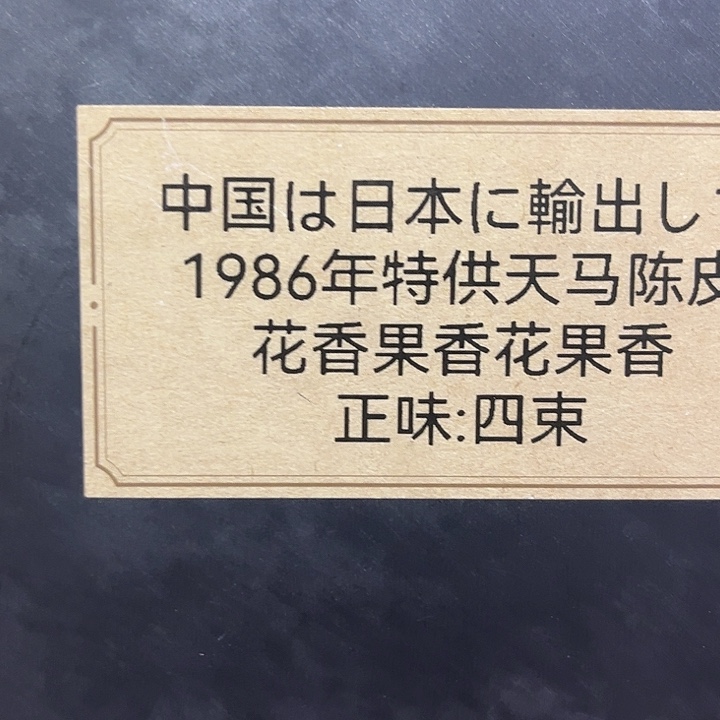 中国は日本に輸出し
1986年特供天马陈皮
花香果香花果香
正味:四束